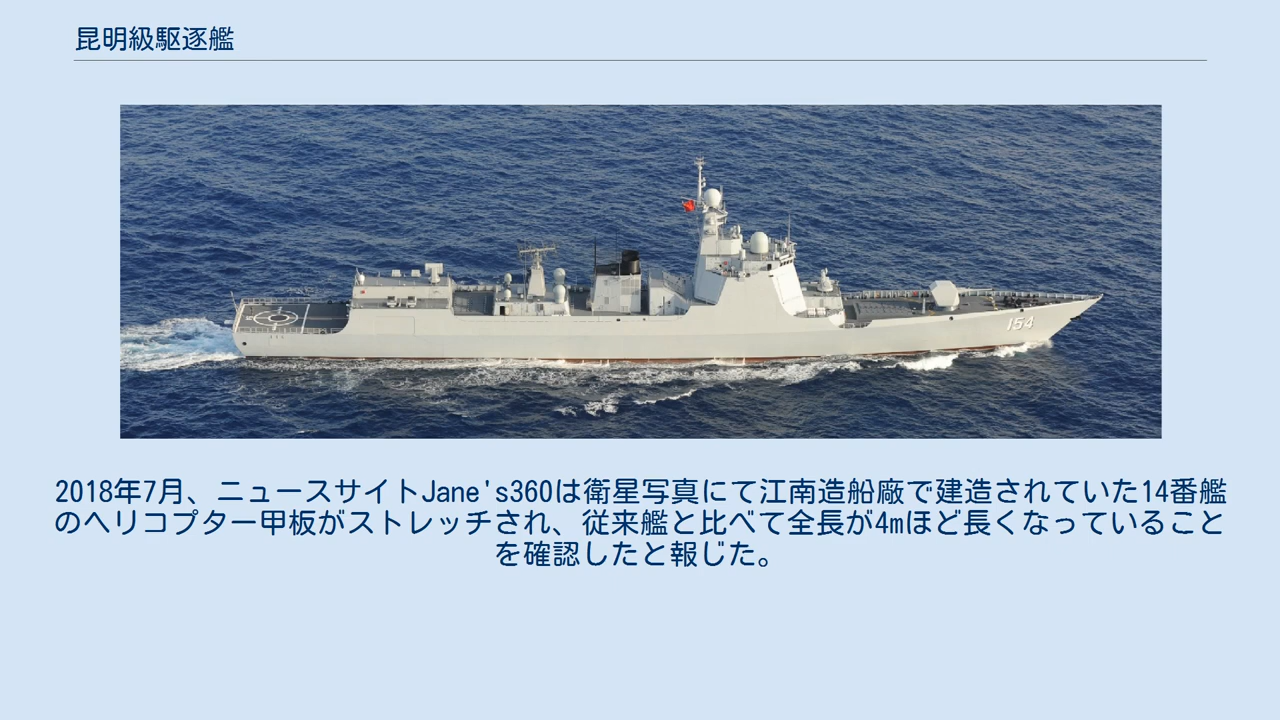 昆明級駆逐艦
154
2018年7月、ニュースサイトJane's360は衛星写真にて江南造船廠で建造されていた14番艦
のヘリコプター甲板がストレッチされ、従来艦と比べて全長が4mほど長くなっていること
を確認したと報じた。